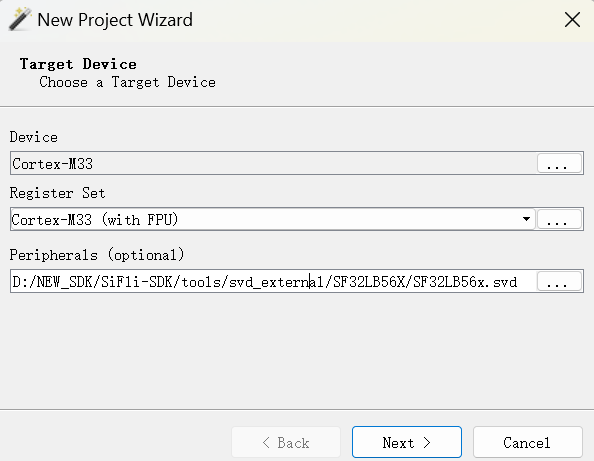 New Project Wizard
Target Device
Choose a Target Device
Device
Cortex-M33
...
Register Set
Cortex-M33 (with FPU)
...
Peripherals (optional)
D:/NEW_SDK/SiFli-SDK/tools/svd_external/SF32LB56X/SF32LB56x.svd
...
< Back
Next >
Cancel